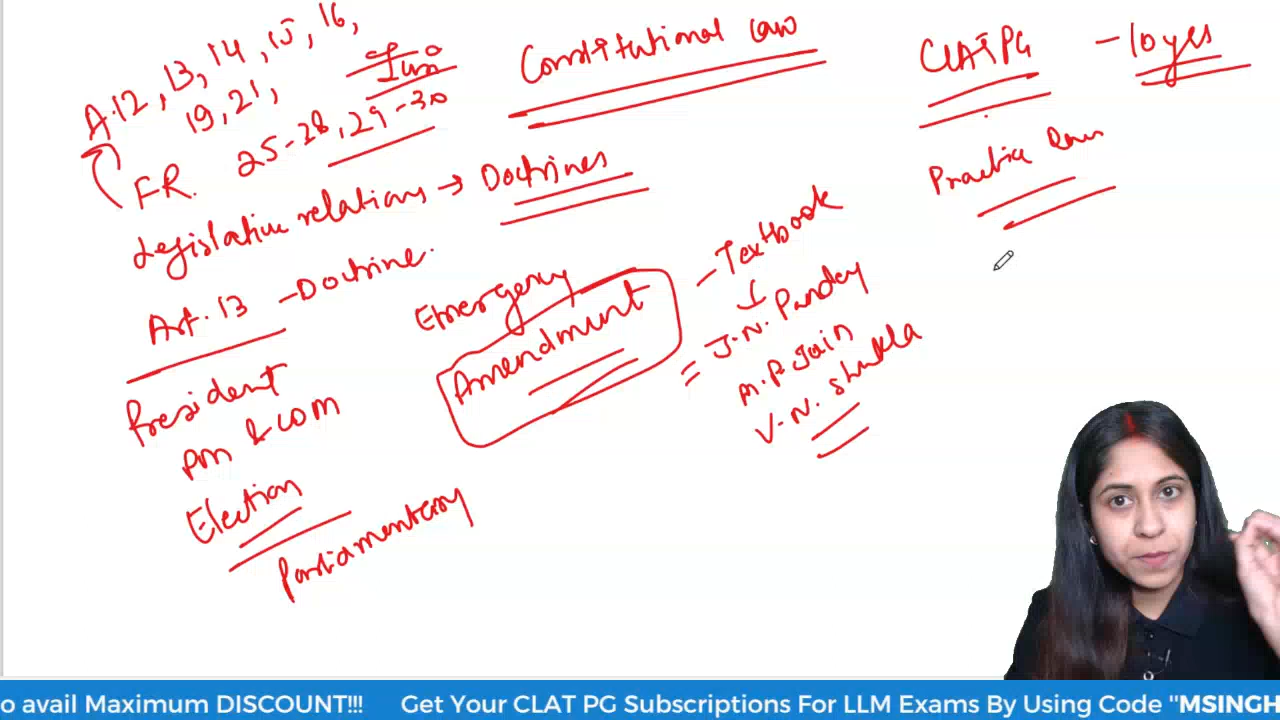 A.12, 13, 14, 15, 16,
19, 21,
FR. 25-28, 29-30
Constitutional law
CLAT PG - 10 yrs
Legislative relations → Doctrines
Practice
Art. 13 - Doctrine.
Emergency
Amendment
- Textbook
J.N. Pandey
M.P. Jain
V.N. Shukla
President
PM & COM
Election
Parliamentary
o avail Maximum DISCOUNT!!! Get Your CLAT PG Subscriptions For LLM Exams By Using Code "MSINGH